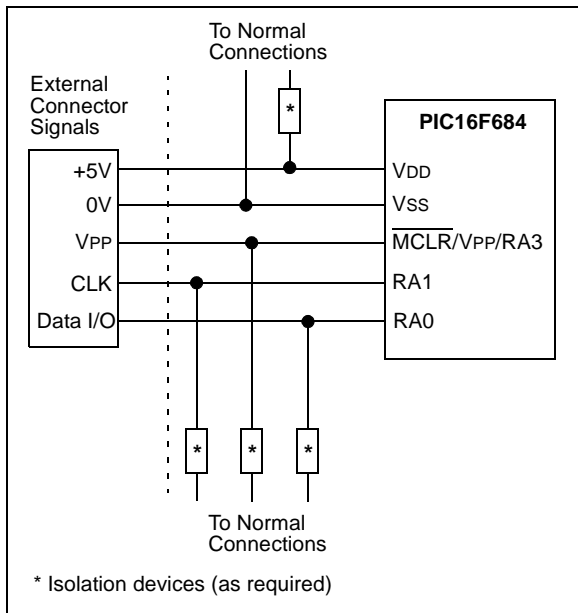 To Normal
Connections
External
Connector
Signals
*
PIC16F684
+5V
VDD
0V
VSS
VPP
MCLR/VPP/RA3
CLK
RA1
Data I/O
RA0
*
*
*
To Normal
Connections
* Isolation devices (as required)